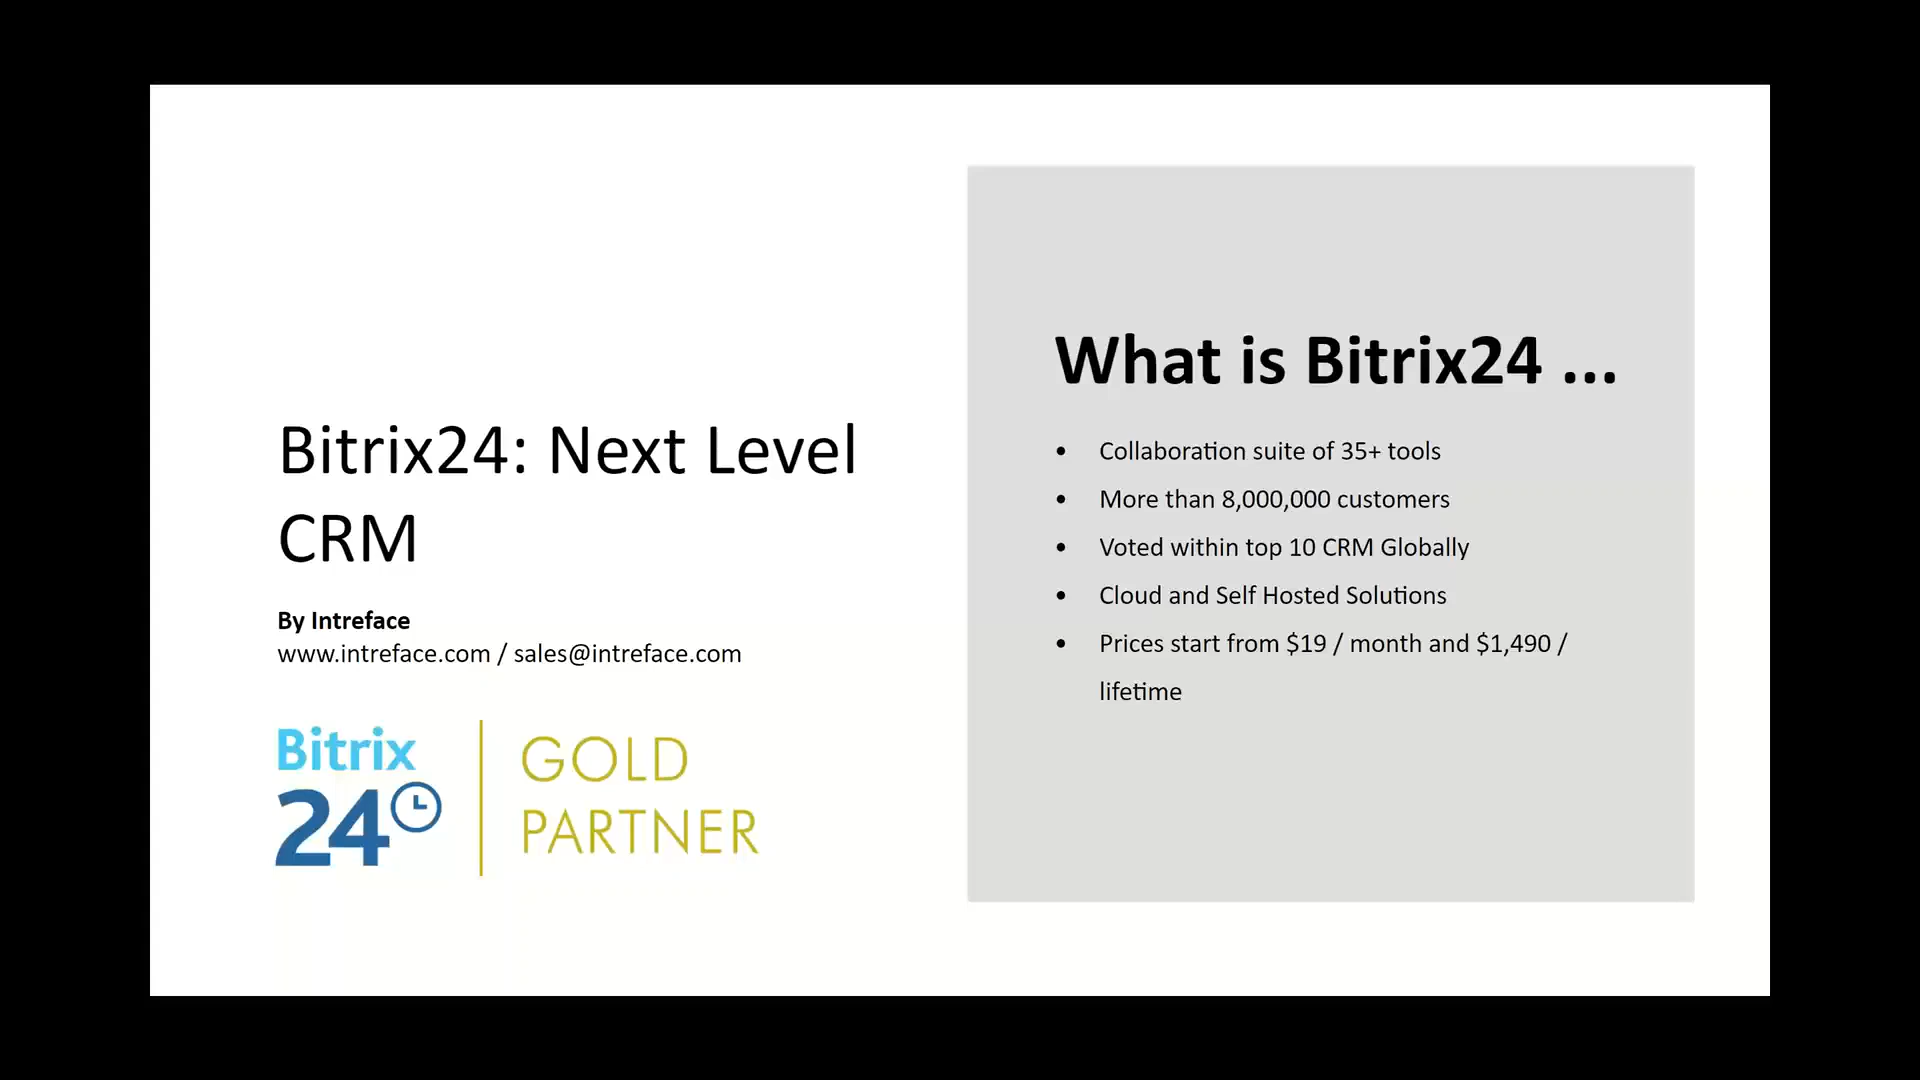 Bitrix24: Next Level
CRM
By Intreface
www.intreface.com / sales@intreface.com
Bitrix
24
GOLD
PARTNER
What is Bitrix24 ...
• Collaboration suite of 35+ tools
• More than 8,000,000 customers
• Voted within top 10 CRM Globally
• Cloud and Self Hosted Solutions
• Prices start from $19 / month and $1,490 /
lifetime